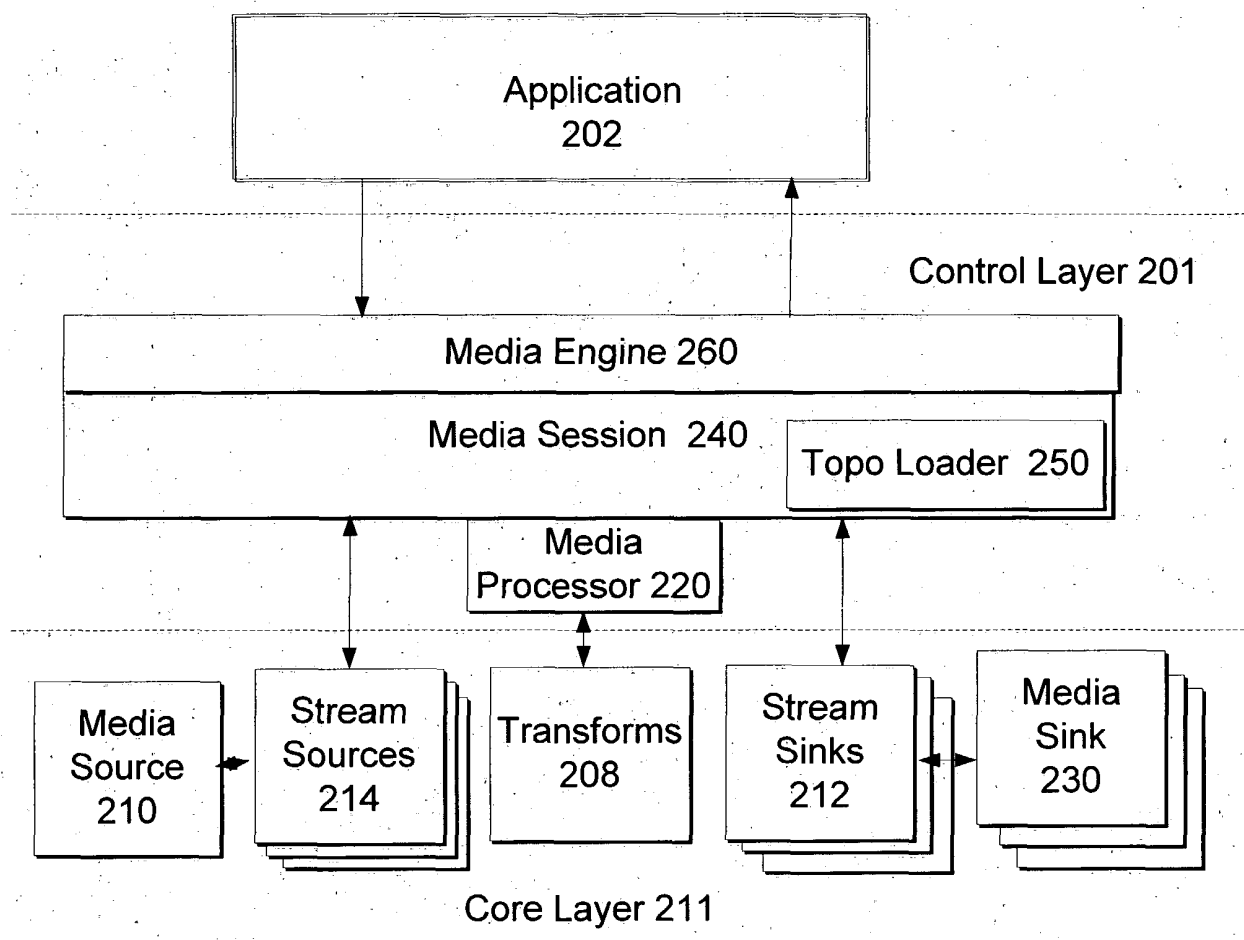 Application
202
Control Layer 201
Media Engine 260
Media Session 240
Topo Loader 250
Media
Processor 220
Media
Source
210
Stream
Sources
214
Transforms
208
Stream
Sinks
212
Media
Sink
230
Core Layer 211